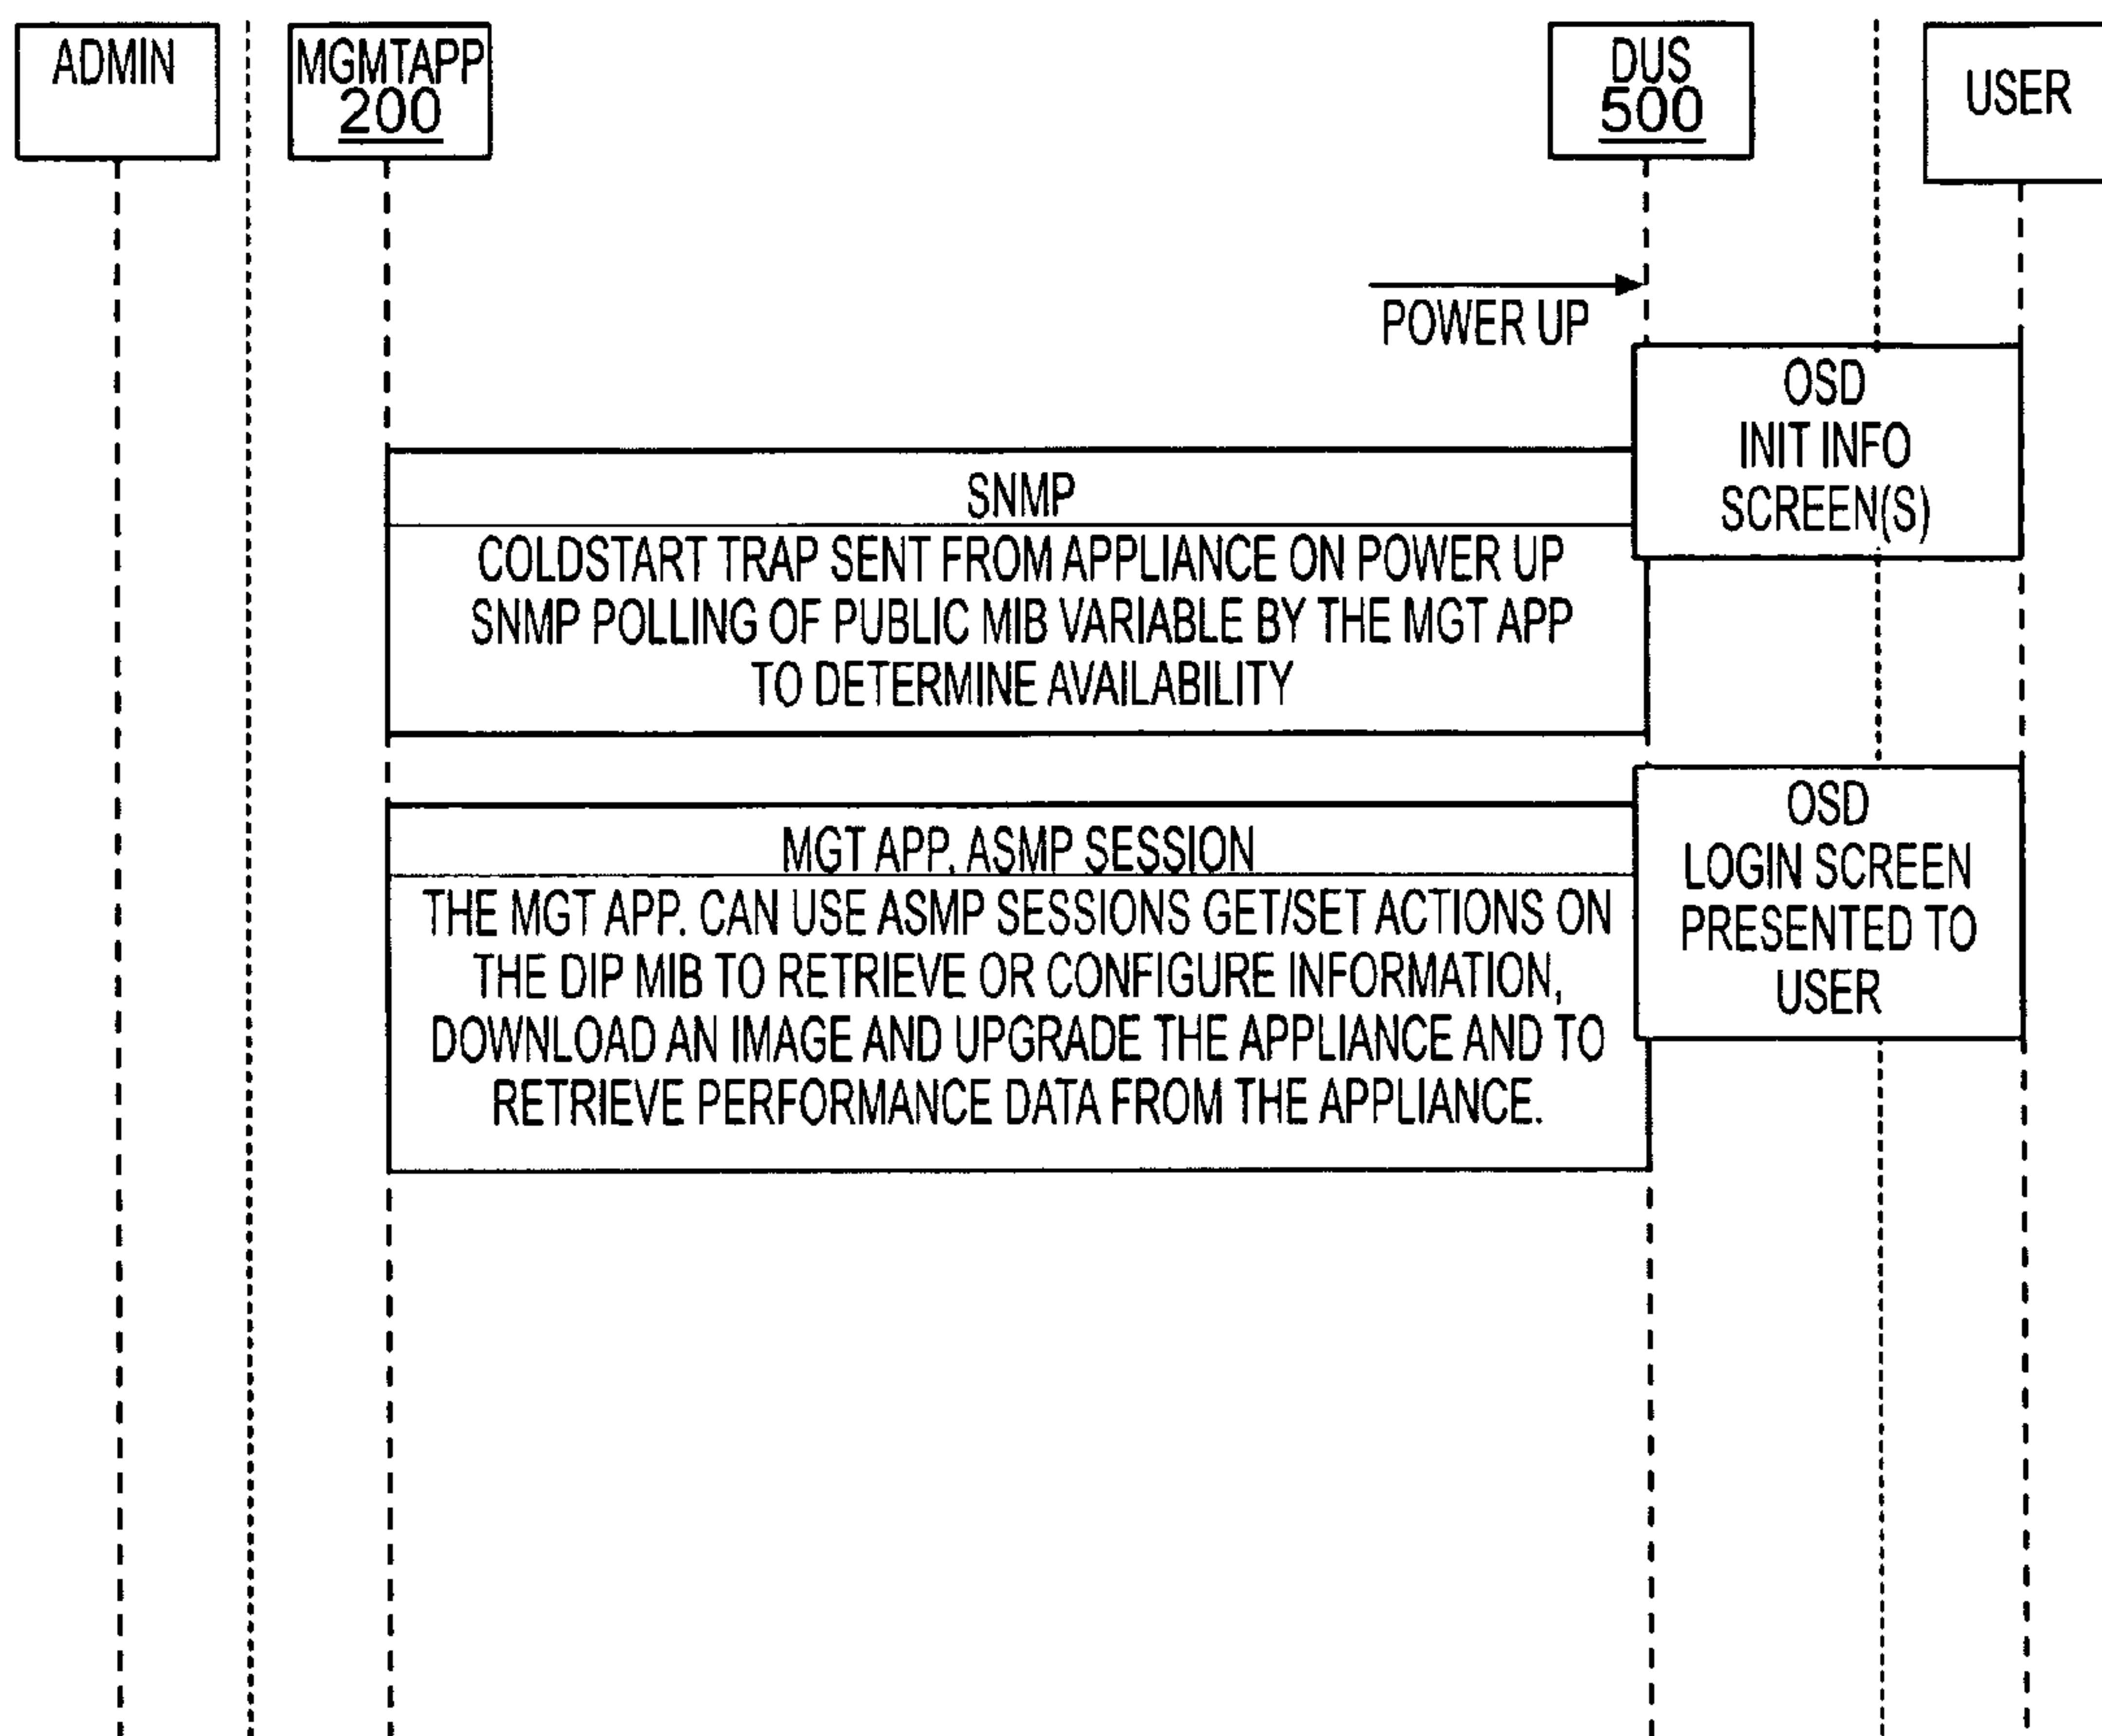 ADMIN
MGMTAPP
200
DUS
500
USER
POWER UP
OSD
INIT INFO
SCREEN(S)
SNMP
COLDSTART TRAP SENT FROM APPLIANCE ON POWER UP
SNMP POLLING OF PUBLIC MIB VARIABLE BY THE MGT APP
TO DETERMINE AVAILABILITY
OSD
LOGIN SCREEN
PRESENTED TO
USER
MGT APP. ASMP SESSION
THE MGT APP. CAN USE ASMP SESSIONS GET/SET ACTIONS ON
THE DIP MIB TO RETRIEVE OR CONFIGURE INFORMATION,
DOWNLOAD AN IMAGE AND UPGRADE THE APPLIANCE AND TO
RETRIEVE PERFORMANCE DATA FROM THE APPLIANCE.